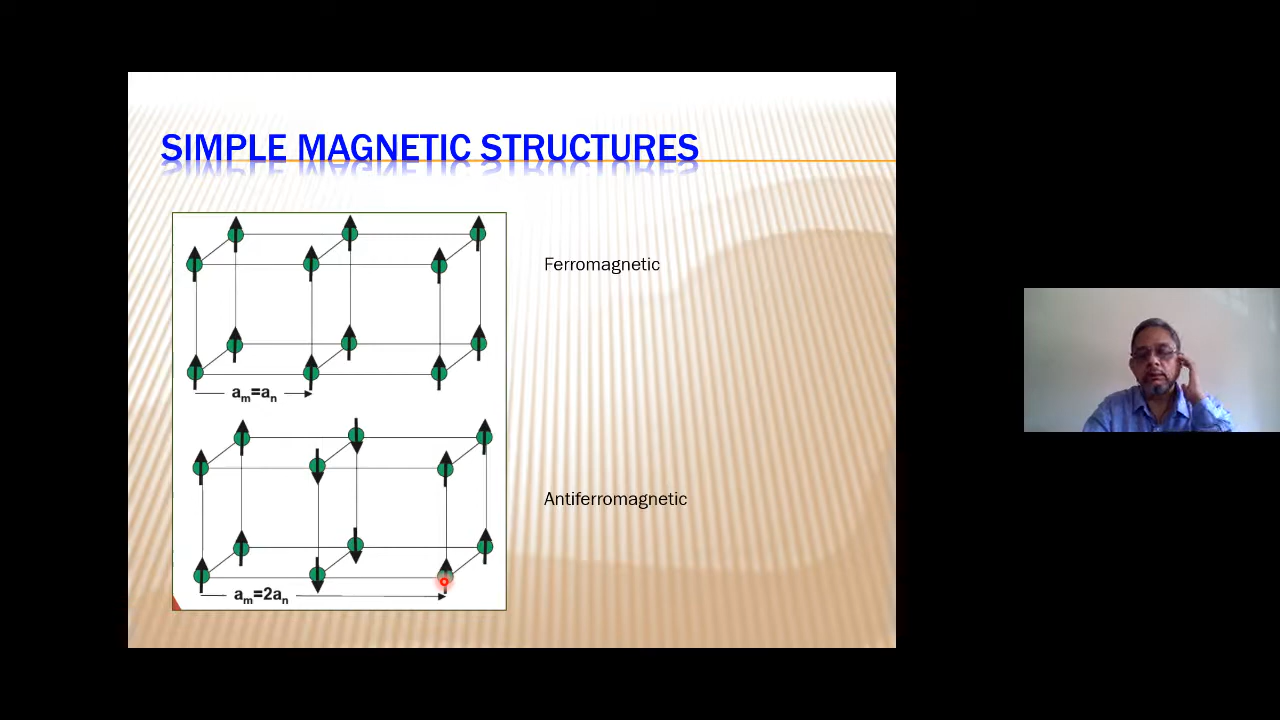 SIMPLE MAGNETIC STRUCTURES
Ferromagnetic
aₘ=aₙ
Antiferromagnetic
aₘ=2aₙ